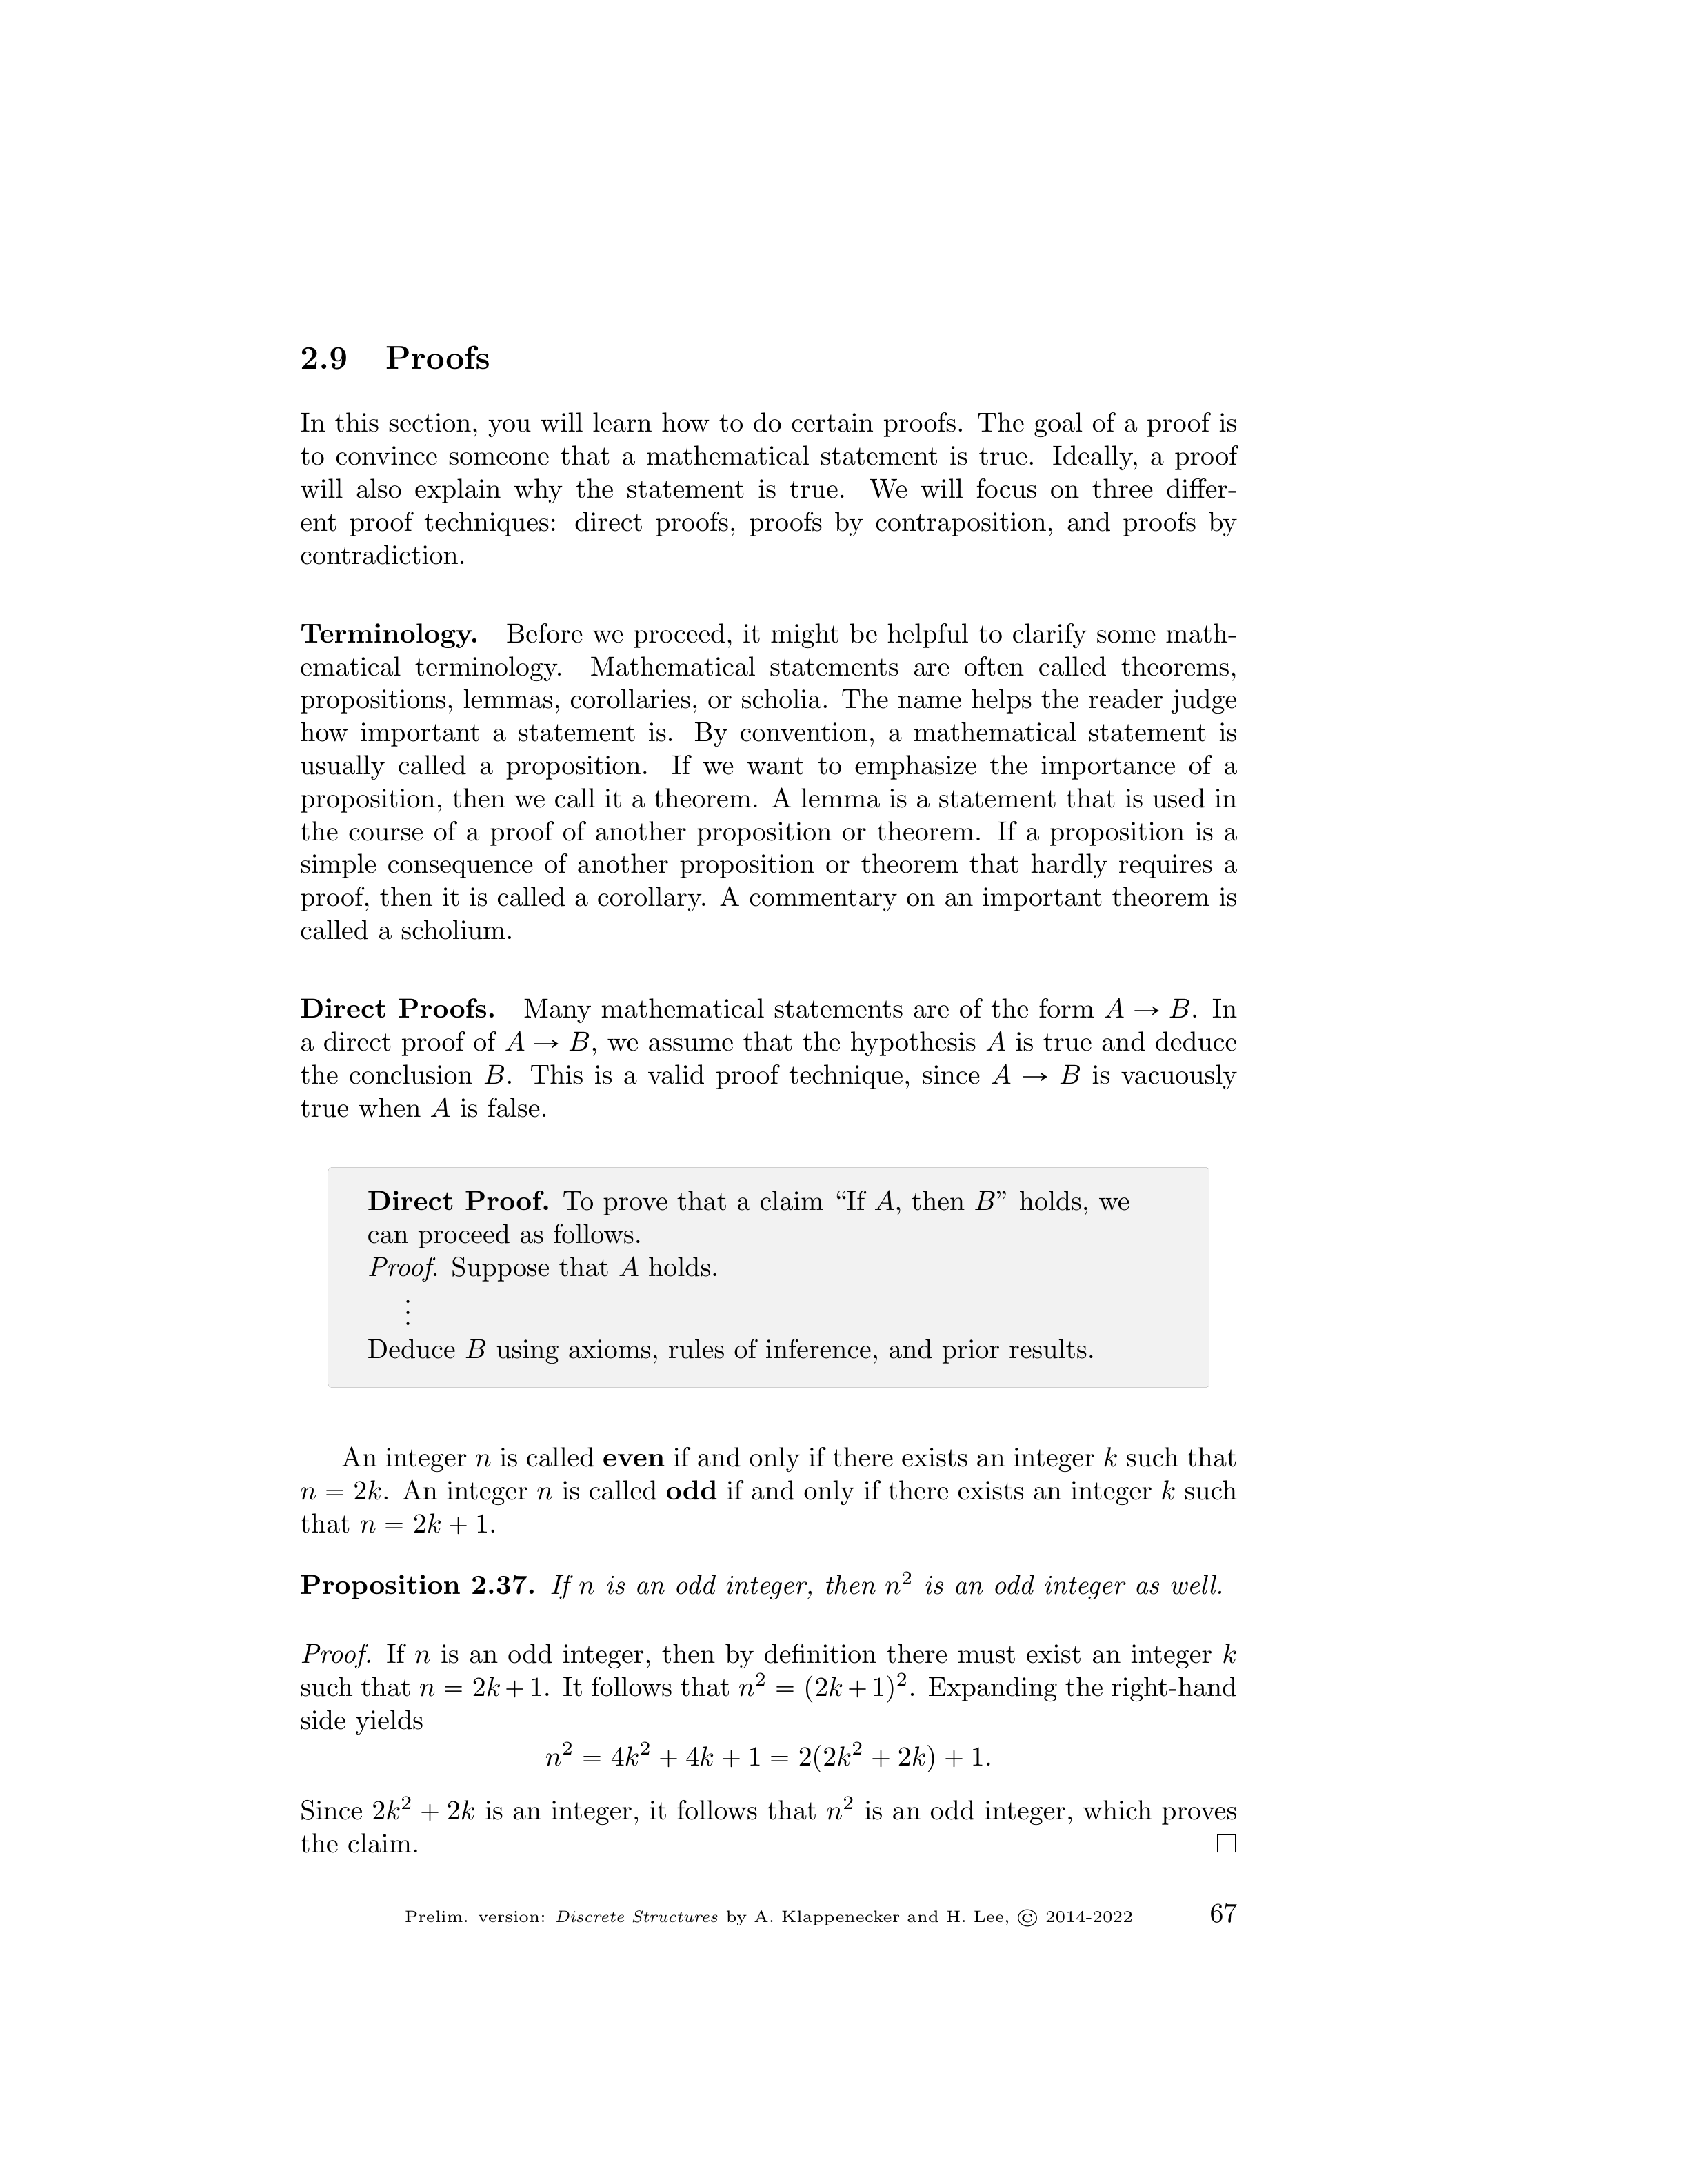 2.9 Proofs
In this section, you will learn how to do certain proofs. The goal of a proof is
to convince someone that a mathematical statement is true. Ideally, a proof
will also explain why the statement is true. We will focus on three differ-
ent proof techniques: direct proofs, proofs by contraposition, and proofs by
contradiction.
Terminology. Before we proceed, it might be helpful to clarify some math-
ematical terminology. Mathematical statements are often called theorems,
propositions, lemmas, corollaries, or scholia. The name helps the reader judge
how important a statement is. By convention, a mathematical statement is
usually called a proposition. If we want to emphasize the importance of a
proposition, then we call it a theorem. A lemma is a statement that is used in
the course of a proof of another proposition or theorem. If a proposition is a
simple consequence of another proposition or theorem that hardly requires a
proof, then it is called a corollary. A commentary on an important theorem is
called a scholium.
Direct Proofs. Many mathematical statements are of the form A → B. In
a direct proof of A → B, we assume that the hypothesis A is true and deduce
the conclusion B. This is a valid proof technique, since A → B is vacuously
true when A is false.
Direct Proof. To prove that a claim “If A, then B” holds, we
can proceed as follows.
Proof. Suppose that A holds.
⋮
Deduce B using axioms, rules of inference, and prior results.
An integer n is called even if and only if there exists an integer k such that
n = 2k. An integer n is called odd if and only if there exists an integer k such
that n = 2k + 1.
Proposition 2.37. If n is an odd integer, then n² is an odd integer as well.
Proof. If n is an odd integer, then by definition there must exist an integer k
such that n = 2k + 1. It follows that n² = (2k + 1)². Expanding the right-hand
side yields
n² = 4k² + 4k + 1 = 2(2k² + 2k) + 1.
Since 2k² + 2k is an integer, it follows that n² is an odd integer, which proves
the claim. □
Prelim. version: Discrete Structures by A. Klappenecker and H. Lee, © 2014-2022 67